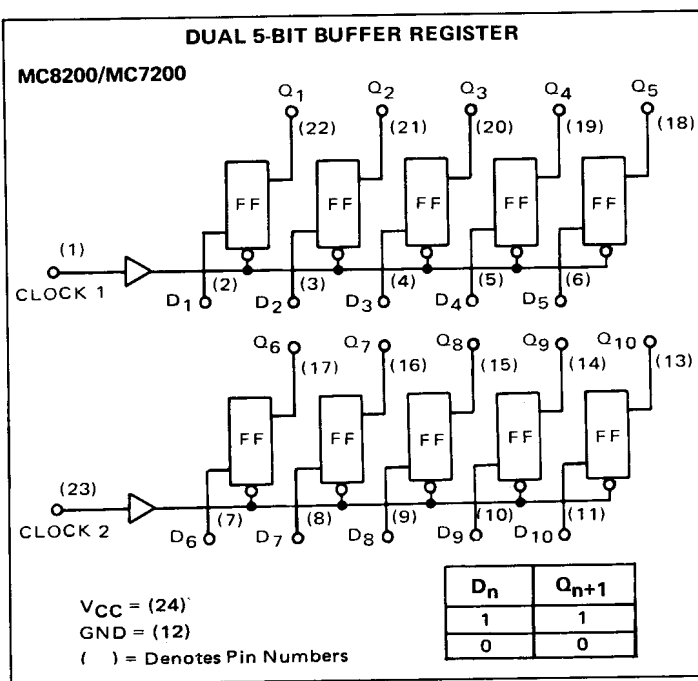 DUAL 5-BIT BUFFER REGISTER
MC8200/MC7200
Q1 Q2 Q3 Q4 Q5
(22) (21) (20) (19) (18)
FF FF FF FF FF
(1)
CLOCK 1
(2) (3) (4) (5) (6)
D1 D2 D3 D4 D5
Q6 Q7 Q8 Q9 Q10
(17) (16) (15) (14) (13)
FF FF FF FF FF
(23)
CLOCK 2
(7) (8) (9) (10) (11)
D6 D7 D8 D9 D10
VCC = (24)
GND = (12)
( ) = Denotes Pin Numbers
Dn Qn+1
1 1
0 0